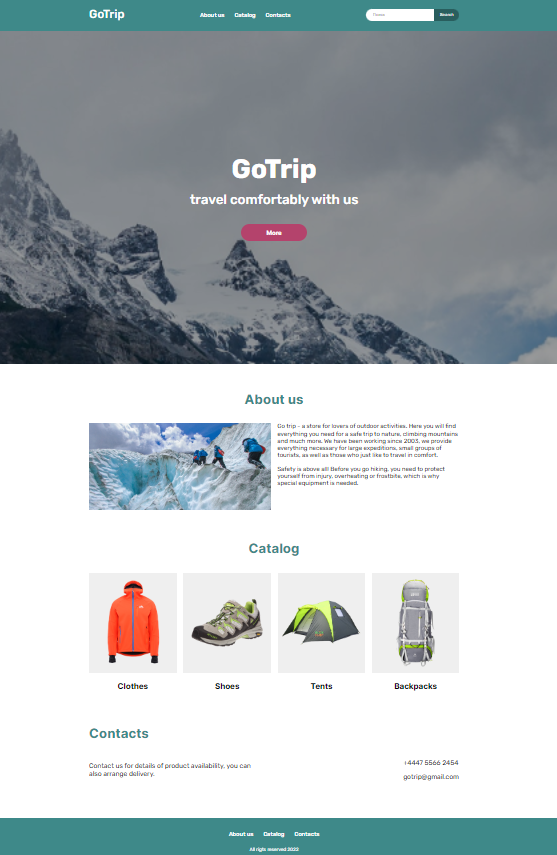 GoTrip
About us Catalog Contacts
Поиск Search
GoTrip
travel comfortably with us
More
About us
Go trip - a store for lovers of outdoor activities. Here you will find
everything you need for a safe trip to nature, climbing mountains
and much more. We have been working since 2003, we provide
everything necessary for large expeditions, small groups of
tourists, as well as those who just like to travel in comfort.
Safety is above all! Before you go hiking, you need to protect
yourself from injury, overheating or frostbite, which is why
special equipment is needed.
Catalog
Clothes Shoes Tents Backpacks
Contacts
Contact us for details of product availability, you can
also arrange delivery.
+4447 5566 2454
gotrip@gmail.com
About us Catalog Contacts
All righs reserved 2023